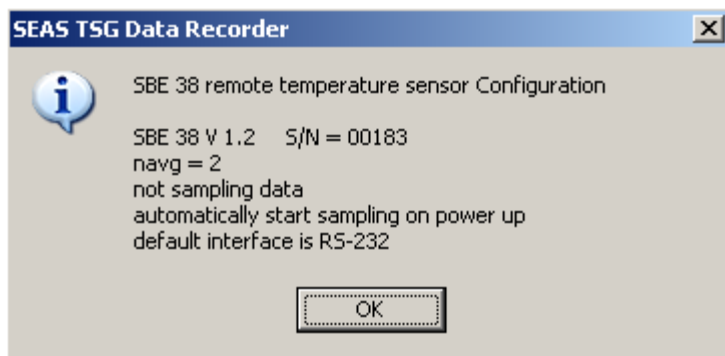 SEAS TSG Data Recorder
SBE 38 remote temperature sensor Configuration
SBE 38 V 1.2 S/N = 00183
navg = 2
not sampling data
automatically start sampling on power up
default interface is RS-232
OK